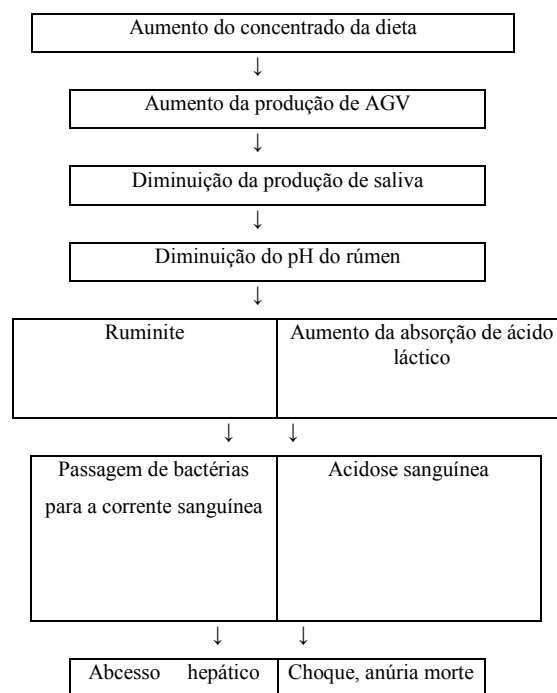 Aumento do concentrado da dieta
↓
Aumento da produção de AGV
↓
Diminuição da produção de saliva
↓
Diminuição do pH do rúmen
↓
Ruminite
Aumento da absorção de ácido
láctico
↓ ↓
Passagem de bactérias
para a corrente sanguínea
Acidose sanguínea
↓ ↓
Abcesso hepático
Choque, anúria morte